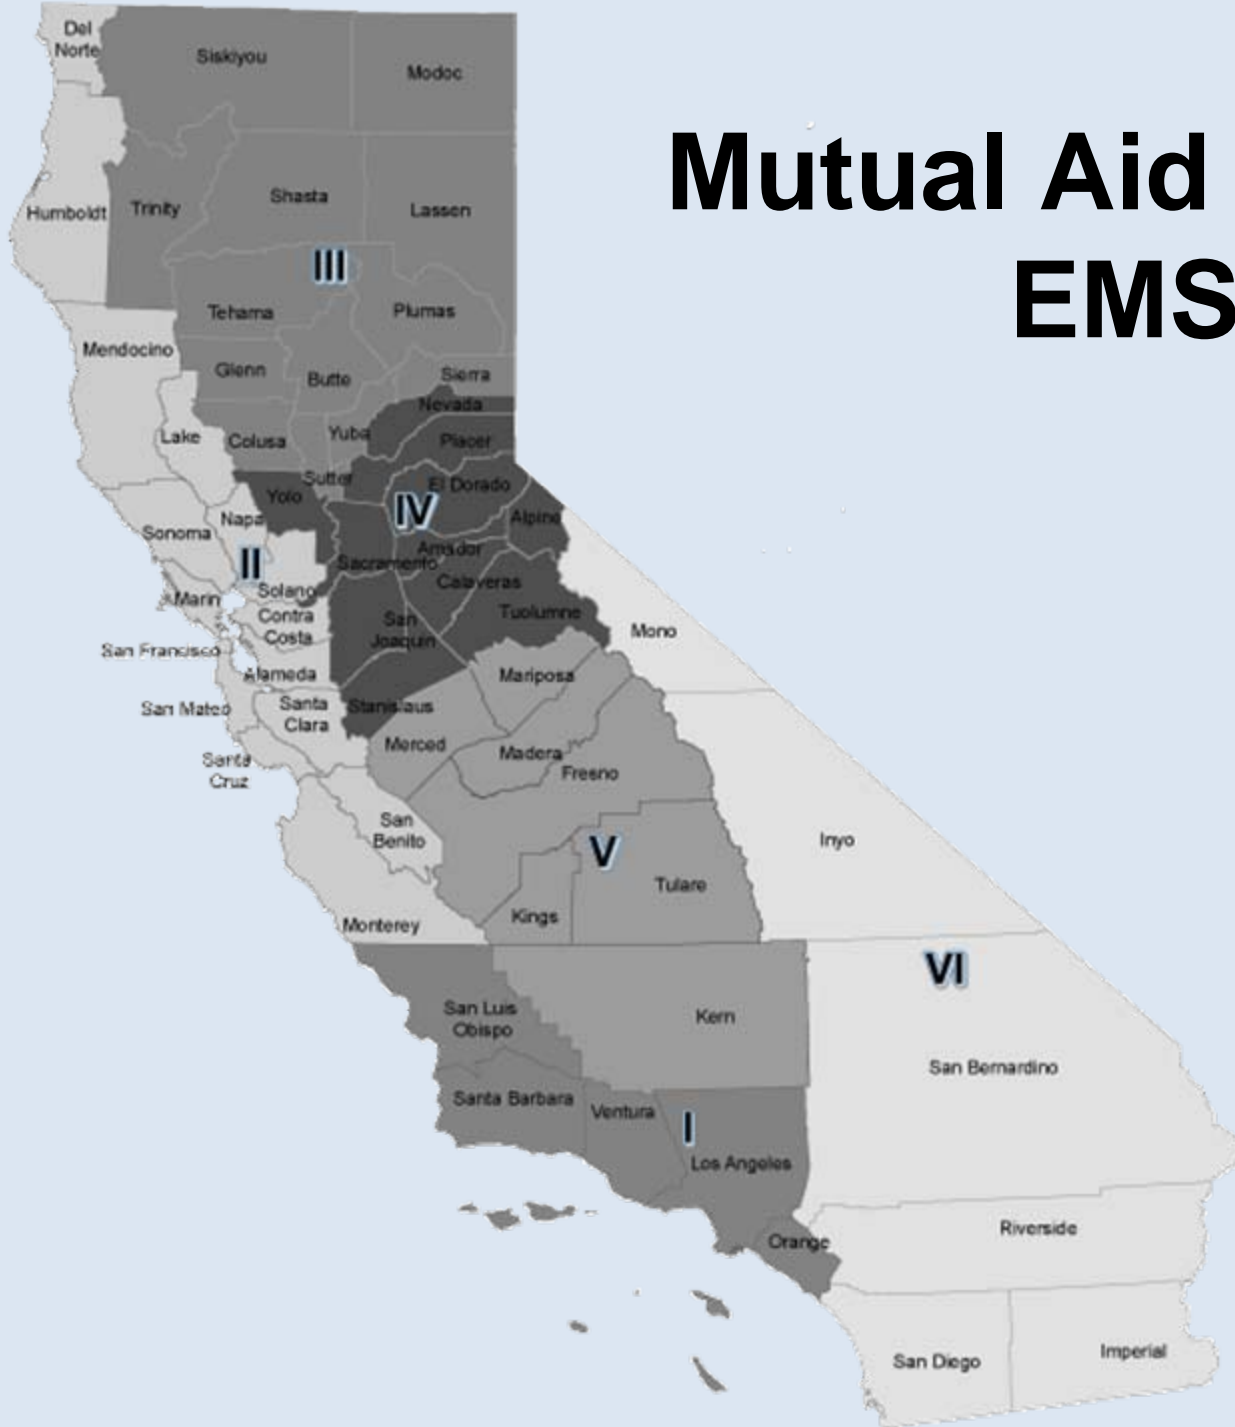 Mutual Aid
EMS
Del
Norte
Siskiyou
Modoc
Humboldt
Trinity
Shasta
Lassen
III
Tehama
Plumas
Mendocino
Glenn
Butte
Sierra
Nevada
Lake
Colusa
Yuba
Placer
Sutter
Yolo
El Dorado
IV
Napa
Alpine
Sonoma
II
Amador
Sacramento
Calaveras
Solano
Marin
Contra
Costa
San
Joaquin
Tuolumne
Mono
San Francisco
Alameda
Mariposa
San Mateo
Santa
Clara
Stanislaus
Merced
Madera
Santa
Cruz
Fresno
San
Benito
Inyo
V
Tulare
Monterey
Kings
VI
San Luis
Obispo
Kern
San Bernardino
Santa Barbara
Ventura
I
Los Angeles
Riverside
Orange
San Diego
Imperial